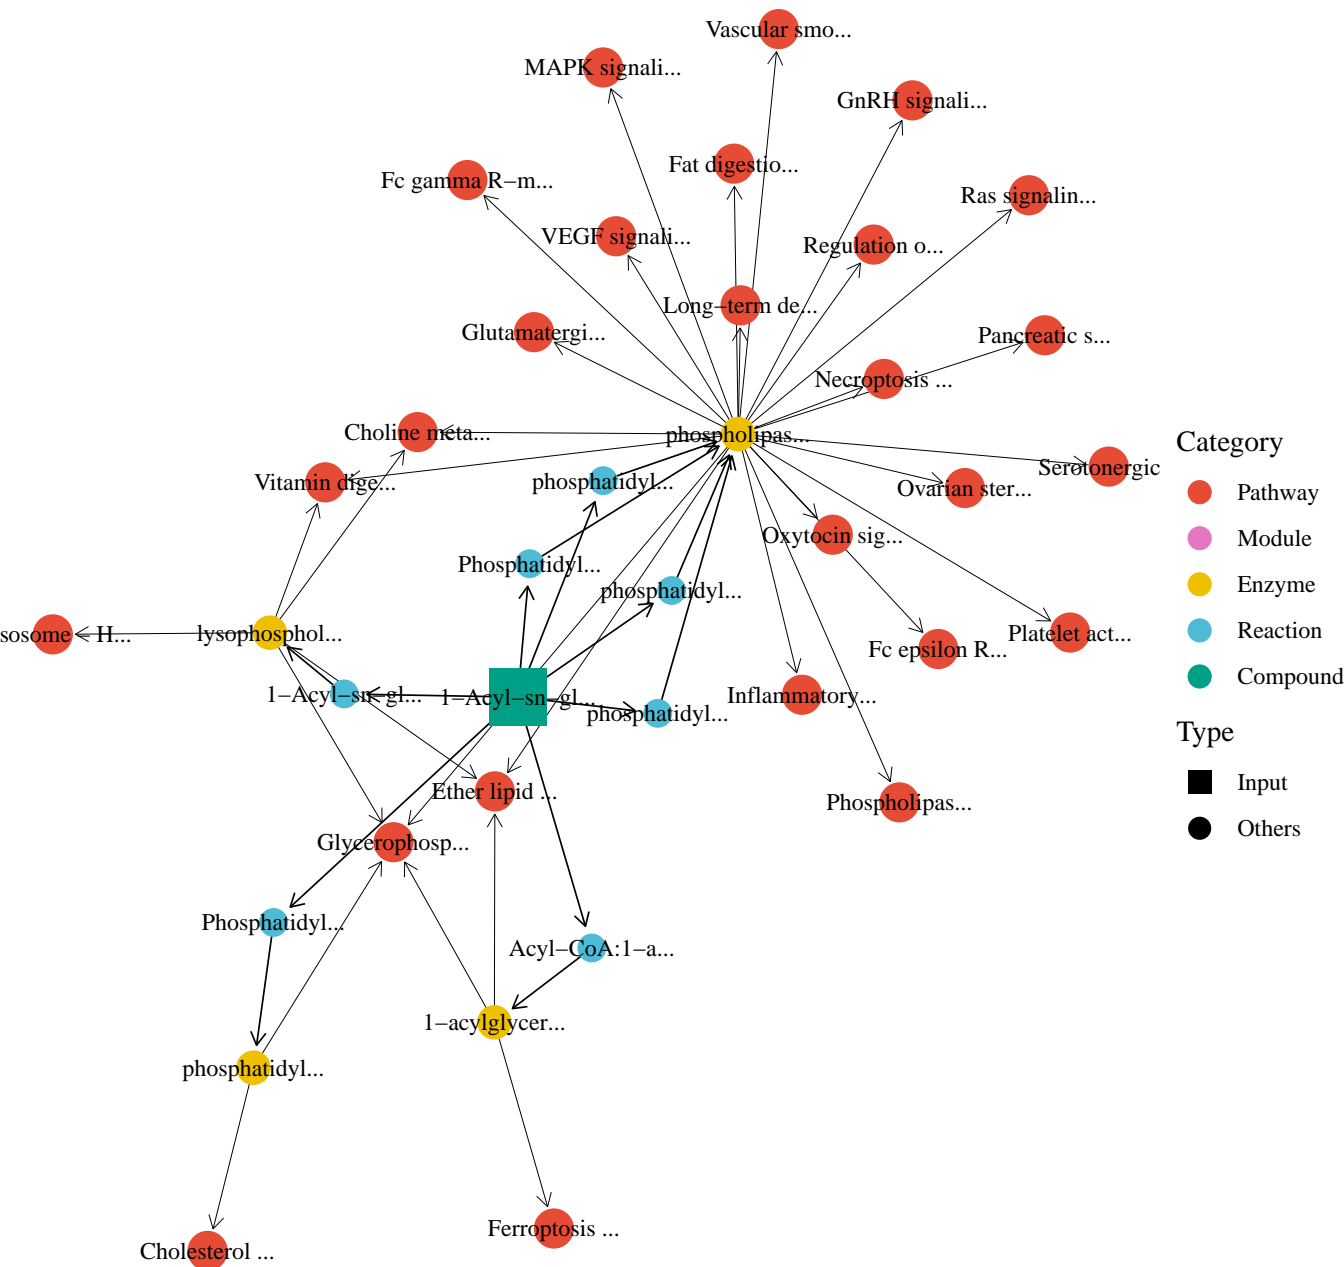 Vascular smo...
MAPK signali...
GnRH signali...
Fat digestio...
Fc gamma R−m...
Ras signalin...
VEGF signali...
Regulation o...
Long−term de...
Glutamatergi...
Pancreatic s...
Necroptosis ...
Choline meta...
phospholipas...
Serotonergic
Vitamin dige...
phosphatidyl...
Ovarian ster...
Oxytocin sig...
Phosphatidyl...
phosphatidyl...
sosome − H...
lysophosphol...
Platelet act...
Fc epsilon R...
1−Acyl−sn−gl...
1−Acyl−sn−gl...
Inflammatory...
phosphatidyl...
Ether lipid ...
Phospholipas...
Glycerophosp...
Phosphatidyl...
Acyl−CoA:1−a...
1−acylglycer...
phosphatidyl...
Ferroptosis ...
Cholesterol ...
Category
Pathway
Module
Enzyme
Reaction
Compound
Type
Input
Others